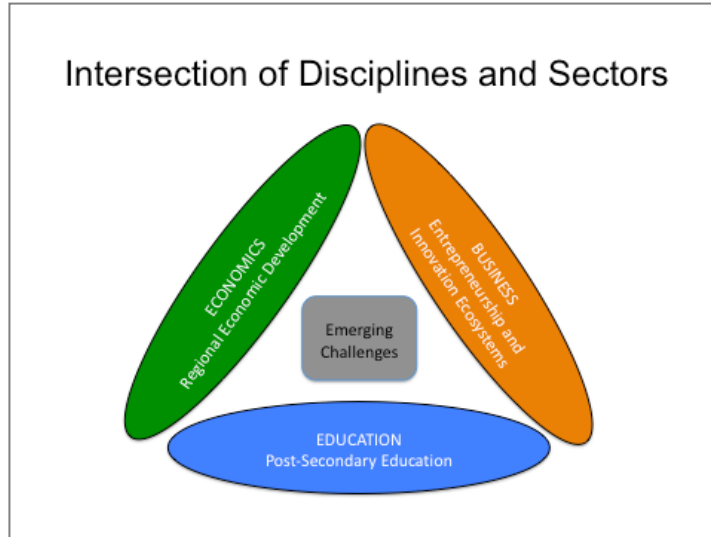 Intersection of Disciplines and Sectors
ECONOMICS
Regional Economic Development
BUSINESS
Entrepreneurship and
Innovation Ecosystems
Emerging
Challenges
EDUCATION
Post-Secondary Education